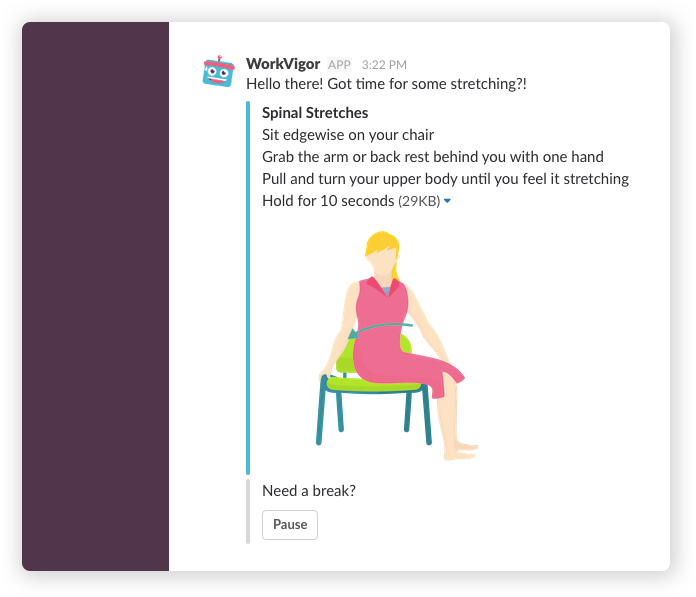 WorkVigor APP 3:22 PM
Hello there! Got time for some stretching?!
Spinal Stretches
Sit edgewise on your chair
Grab the arm or back rest behind you with one hand
Pull and turn your upper body until you feel it stretching
Hold for 10 seconds (29KB)
Need a break?
Pause